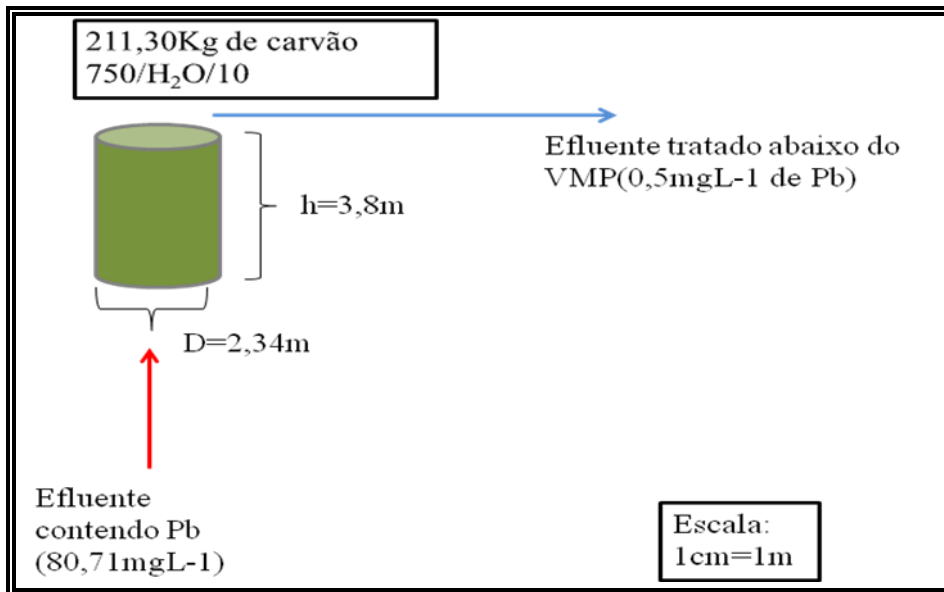 211,30Kg de carvão
750/H₂O/10
Efluente tratado abaixo do
VMP(0,5mgL-1 de Pb)
h=3,8m
D=2,34m
Efluente
contendo Pb
(80,71mgL-1)
Escala:
1cm=1m